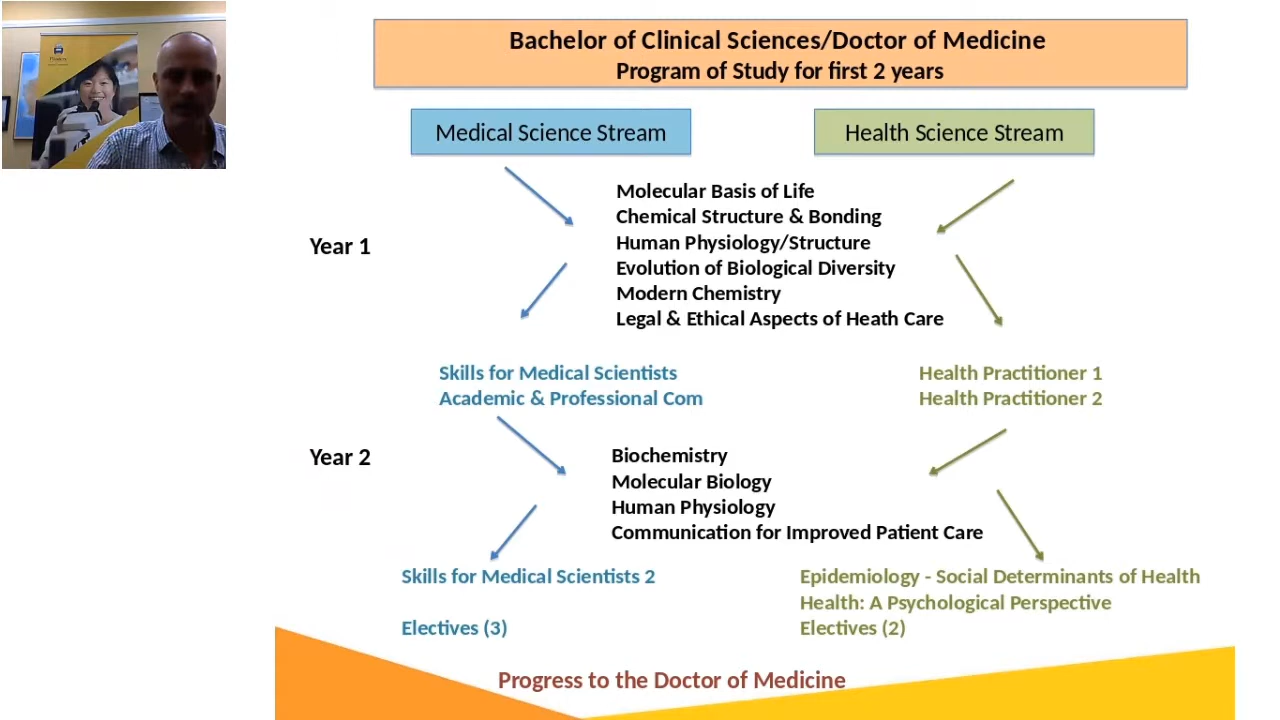 Bachelor of Clinical Sciences/Doctor of Medicine
Program of Study for first 2 years
Medical Science Stream
Health Science Stream
Year 1
Molecular Basis of Life
Chemical Structure & Bonding
Human Physiology/Structure
Evolution of Biological Diversity
Modern Chemistry
Legal & Ethical Aspects of Heath Care
Skills for Medical Scientists
Academic & Professional Com
Health Practitioner 1
Health Practitioner 2
Year 2
Biochemistry
Molecular Biology
Human Physiology
Communication for Improved Patient Care
Skills for Medical Scientists 2
Electives (3)
Epidemiology - Social Determinants of Health
Health: A Psychological Perspective
Electives (2)
Progress to the Doctor of Medicine